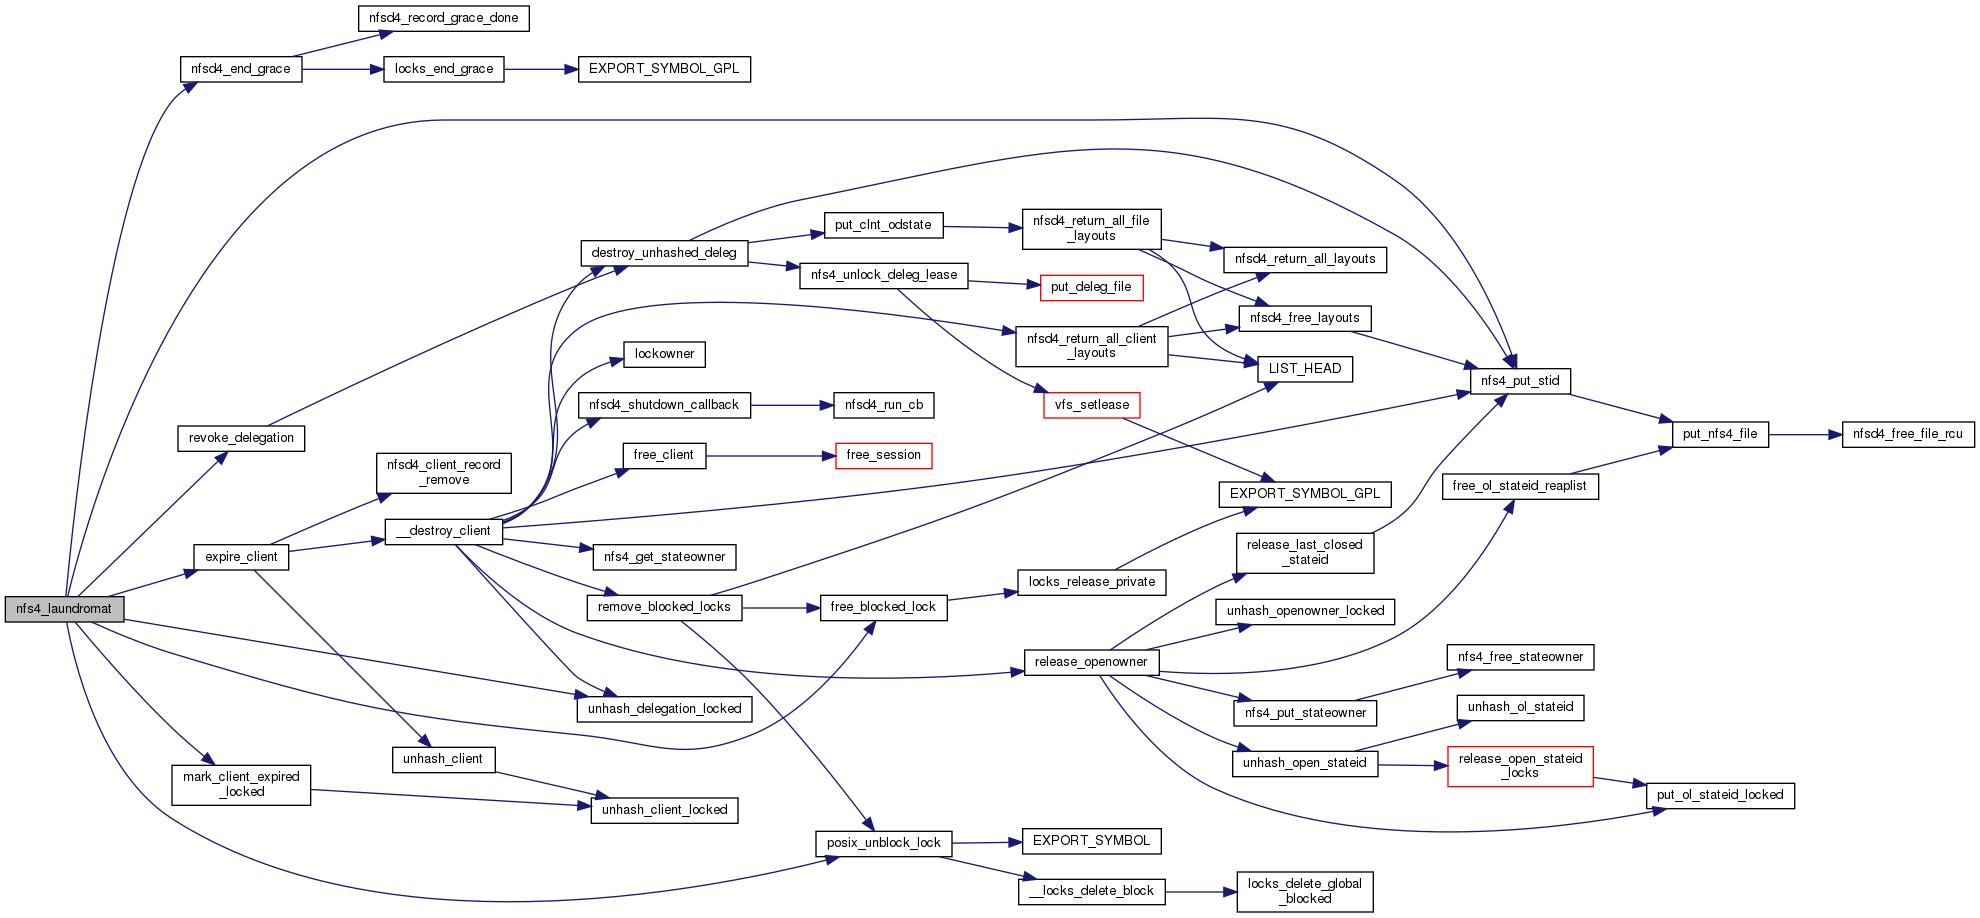 nfsd4_record_grace_done
nfsd4_end_grace
locks_end_grace
EXPORT_SYMBOL_GPL
put_clnt_odstate
nfsd4_return_all_file
_layouts
destroy_unhashed_deleg
nfsd4_return_all_layouts
nfs4_unlock_deleg_lease
put_deleg_file
nfsd4_free_layouts
nfsd4_return_all_client
_layouts
lockowner
LIST_HEAD
nfs4_put_stid
nfsd4_shutdown_callback
nfsd4_run_cb
vfs_setlease
revoke_delegation
put_nfs4_file
nfsd4_free_file_rcu
free_client
free_session
nfsd4_client_record
_remove
free_ol_stateid_reaplist
EXPORT_SYMBOL_GPL
__destroy_client
expire_client
nfs4_get_stateowner
release_last_closed
_stateid
locks_release_private
nfs4_laundromat
remove_blocked_locks
free_blocked_lock
unhash_openowner_locked
release_openowner
nfs4_free_stateowner
unhash_delegation_locked
nfs4_put_stateowner
unhash_ol_stateid
unhash_client
unhash_open_stateid
release_open_stateid
_locks
mark_client_expired
_locked
unhash_client_locked
put_ol_stateid_locked
posix_unblock_lock
EXPORT_SYMBOL
__locks_delete_block
locks_delete_global
_blocked